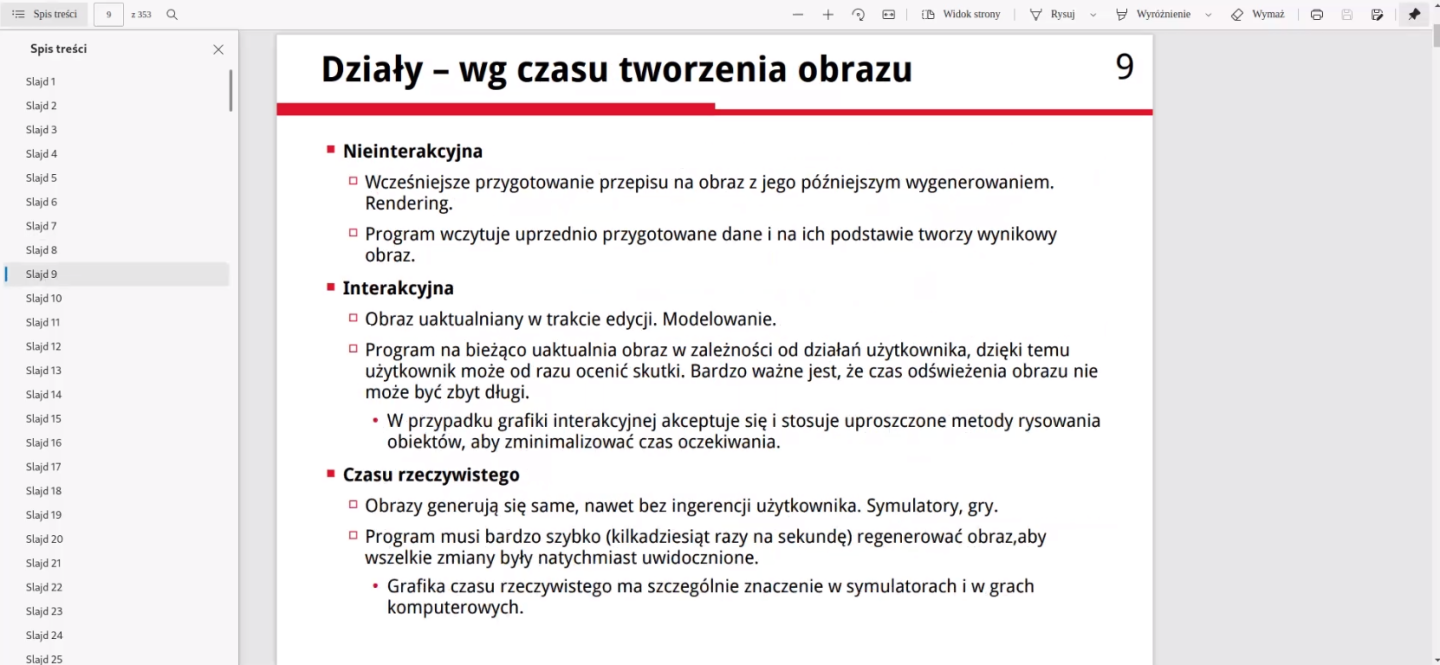 Spis treści
9
z 353
Widok strony
Rysuj
Wyróżnienie
Wymaż
Spis treści
Slajd 1
Slajd 2
Slajd 3
Slajd 4
Slajd 5
Slajd 6
Slajd 7
Slajd 8
Slajd 9
Slajd 10
Slajd 11
Slajd 12
Slajd 13
Slajd 14
Slajd 15
Slajd 16
Slajd 17
Slajd 18
Slajd 19
Slajd 20
Slajd 21
Slajd 22
Slajd 23
Slajd 24
Slajd 25
Działy – wg czasu tworzenia obrazu
9
Nieinterakcyjna
Wcześniejsze przygotowanie przepisu na obraz z jego późniejszym wygenerowaniem.
Rendering.
Program wczytuje uprzednio przygotowane dane i na ich podstawie tworzy wynikowy
obraz.
Interakcyjna
Obraz uaktualniany w trakcie edycji. Modelowanie.
Program na bieżąco uaktualnia obraz w zależności od działań użytkownika, dzięki temu
użytkownik może od razu ocenić skutki. Bardzo ważne jest, że czas odświeżenia obrazu nie
może być zbyt długi.
• W przypadku grafiki interakcyjnej akceptuje się i stosuje uproszczone metody rysowania
obiektów, aby zminimalizować czas oczekiwania.
Czasu rzeczywistego
Obrazy generują się same, nawet bez ingerencji użytkownika. Symulatory, gry.
Program musi bardzo szybko (kilkadziesiąt razy na sekundę) regenerować obraz,aby
wszelkie zmiany były natychmiast uwidocznione.
• Grafika czasu rzeczywistego ma szczególnie znaczenie w symulatorach i w grach
komputerowych.